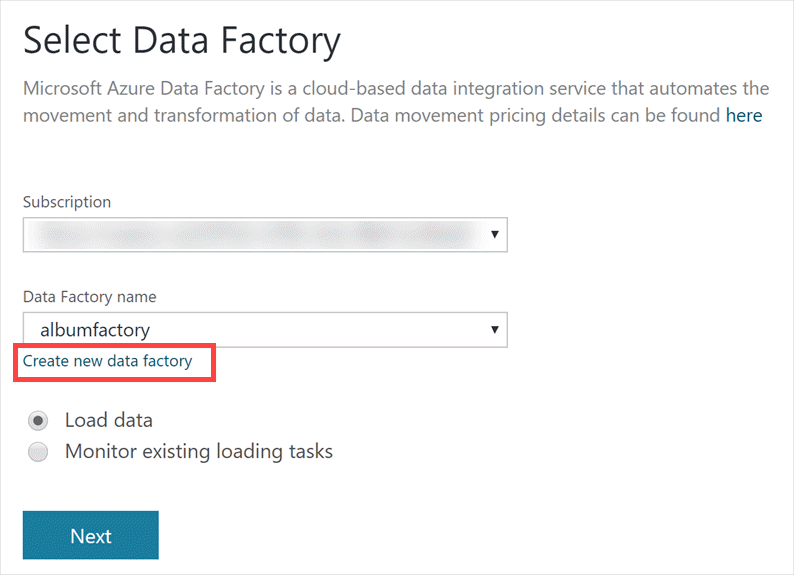 Select Data Factory
Microsoft Azure Data Factory is a cloud-based data integration service that automates the
movement and transformation of data. Data movement pricing details can be found here
Subscription
Data Factory name
albumfactory
Create new data factory
Load data
Monitor existing loading tasks
Next